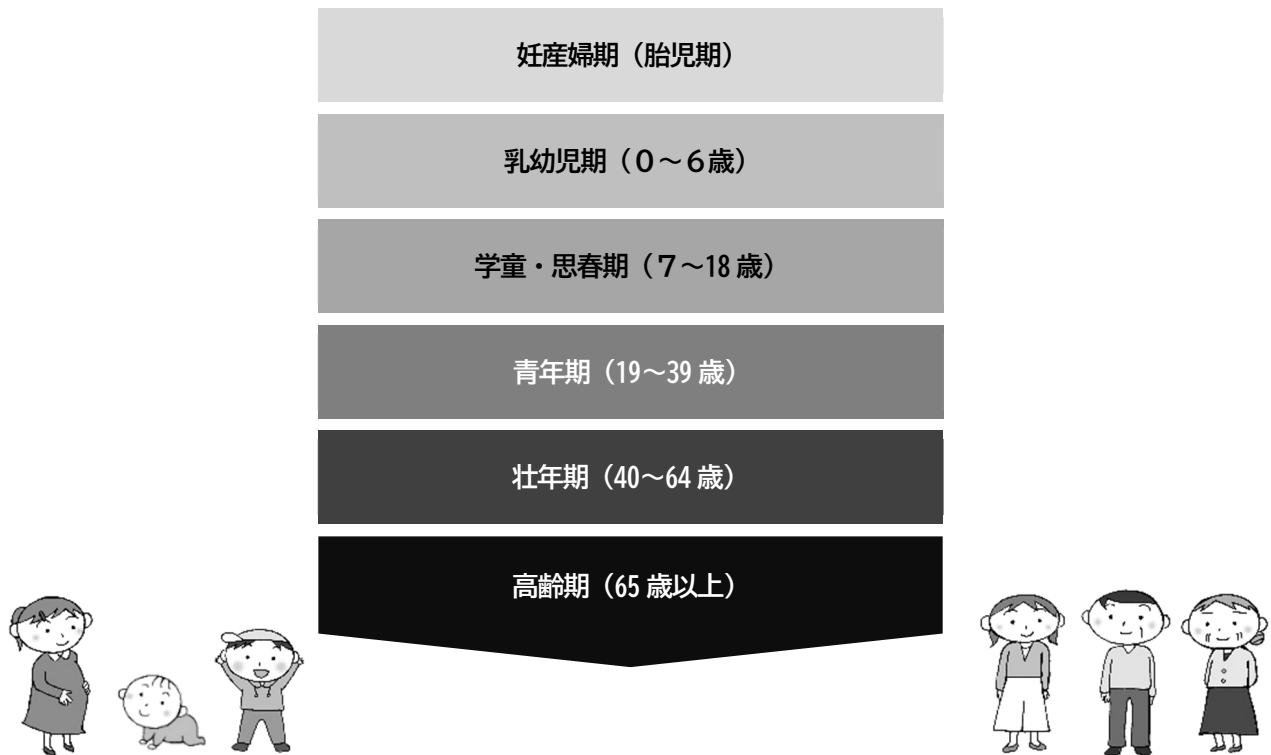 妊産婦期（胎児期）
乳幼児期（０～６歳）
学童・思春期（７～18 歳）
青年期（19～39 歳）
壮年期（40～64 歳）
高齢期（65 歳以上）